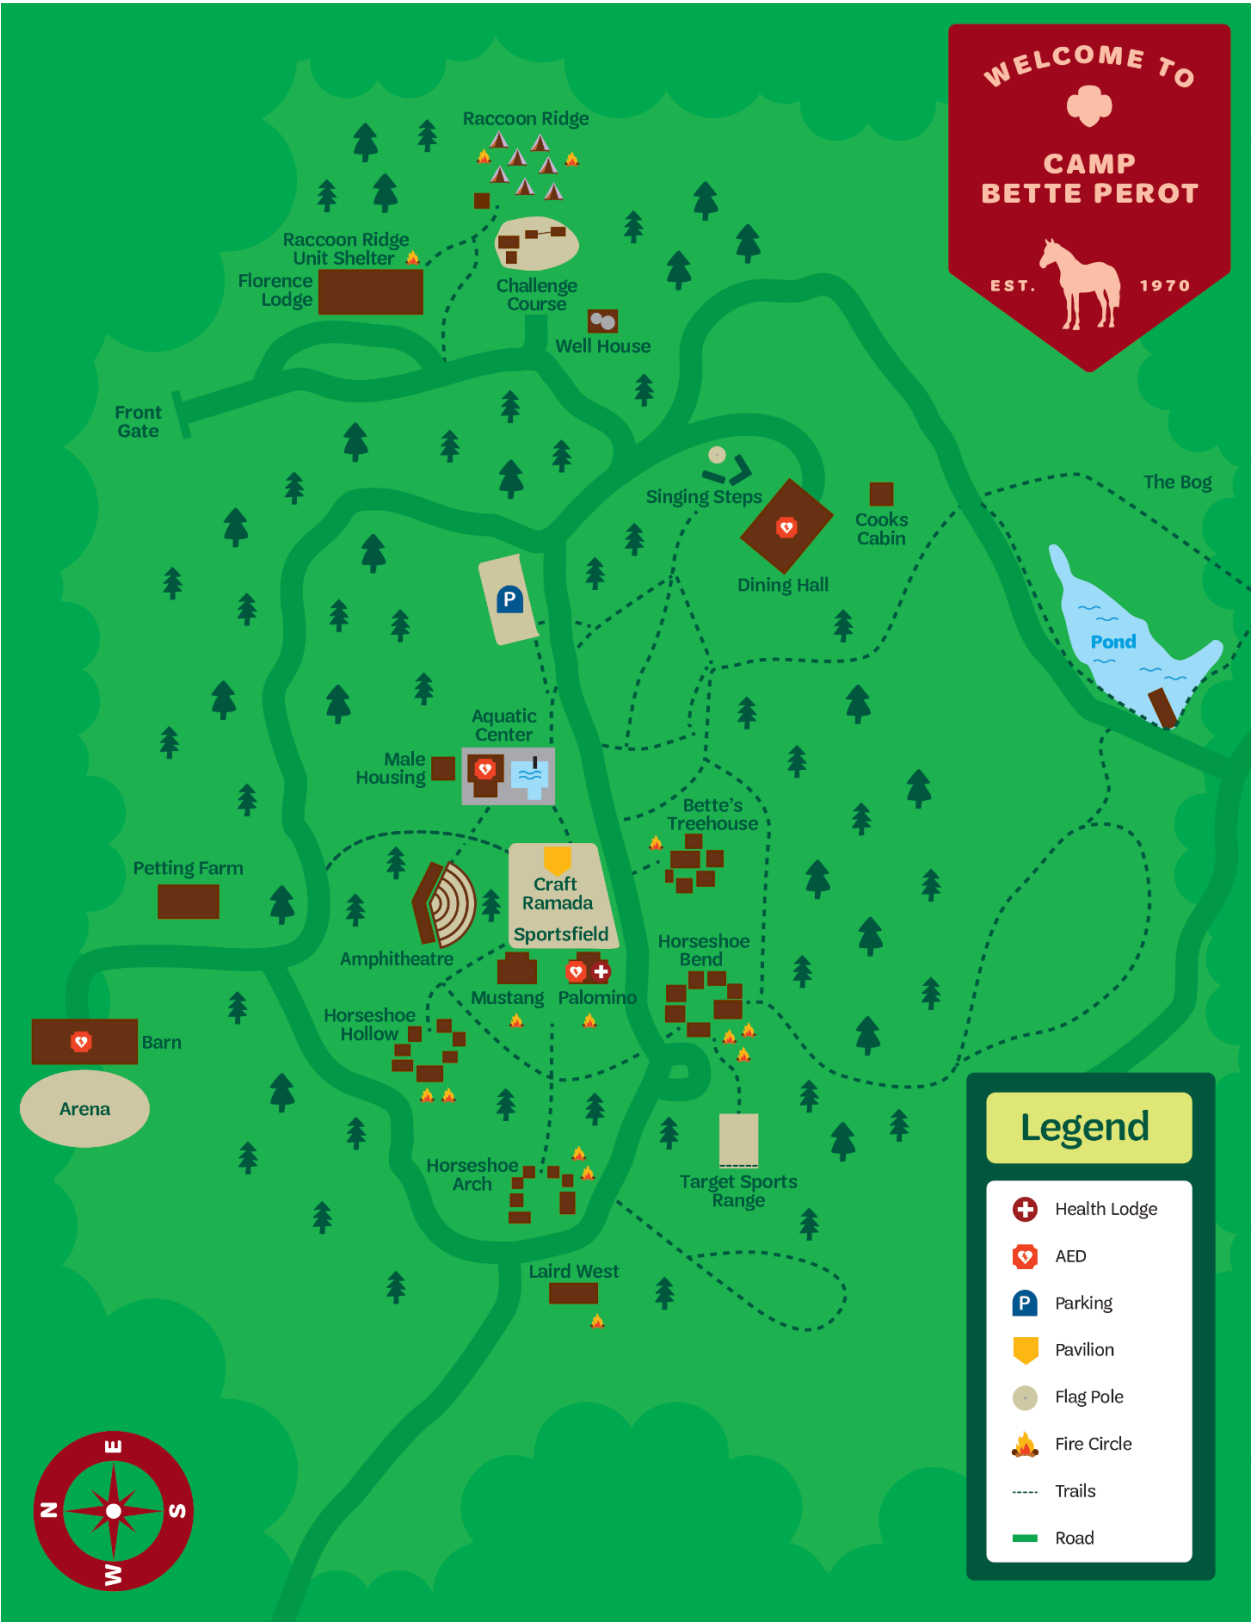 WELCOME TO
CAMP
BETTE PEROT
EST. 1970
Raccoon Ridge
Raccoon Ridge
Unit Shelter
Florence
Lodge
Challenge
Course
Well House
Front
Gate
Singing Steps
Cooks
Cabin
Dining Hall
The Bog
Pond
P
Aquatic
Center
Male
Housing
Bette's
Treehouse
Petting Farm
Craft
Ramada
Sportsfield
Amphitheatre
Horseshoe
Bend
Mustang
Palomino
Horseshoe
Hollow
Barn
Arena
Horseshoe
Arch
Target Sports
Range
Laird West
Legend
Health Lodge
AED
P Parking
Pavilion
Flag Pole
Fire Circle
Trails
Road
E
N
S
W